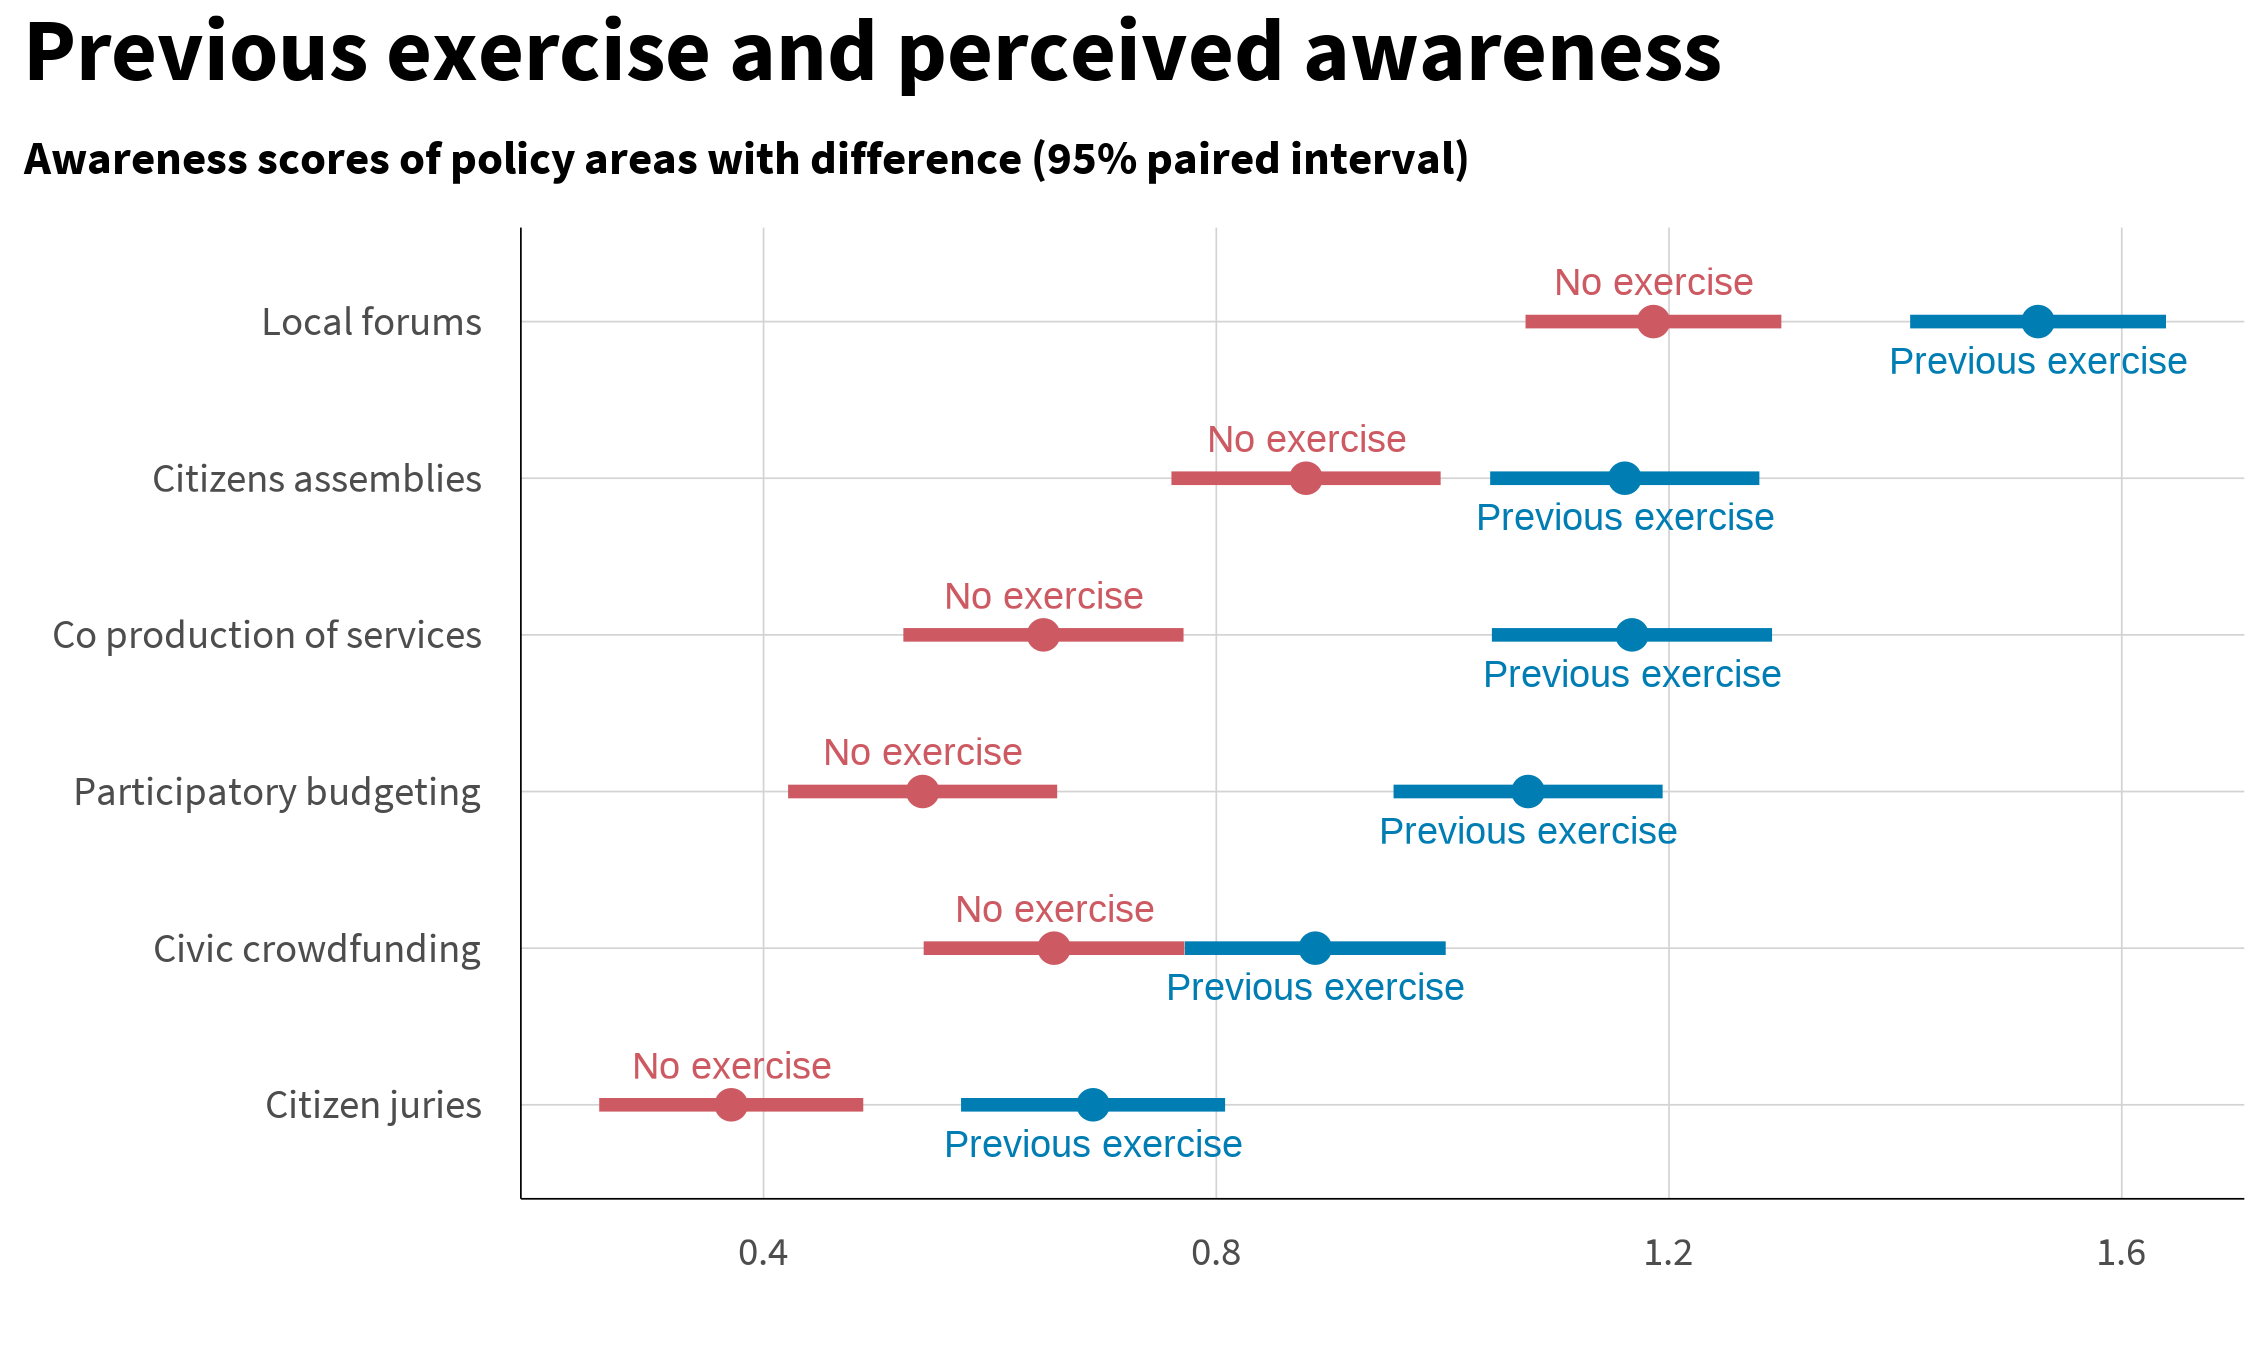 Previous exercise and perceived awareness
Awareness scores of policy areas with difference (95% paired interval)
Local forums
No exercise
Previous exercise
Citizens assemblies
No exercise
Previous exercise
Co production of services
No exercise
Previous exercise
Participatory budgeting
No exercise
Previous exercise
Civic crowdfunding
No exercise
Previous exercise
Citizen juries
No exercise
Previous exercise
0.4 0.8 1.2 1.6